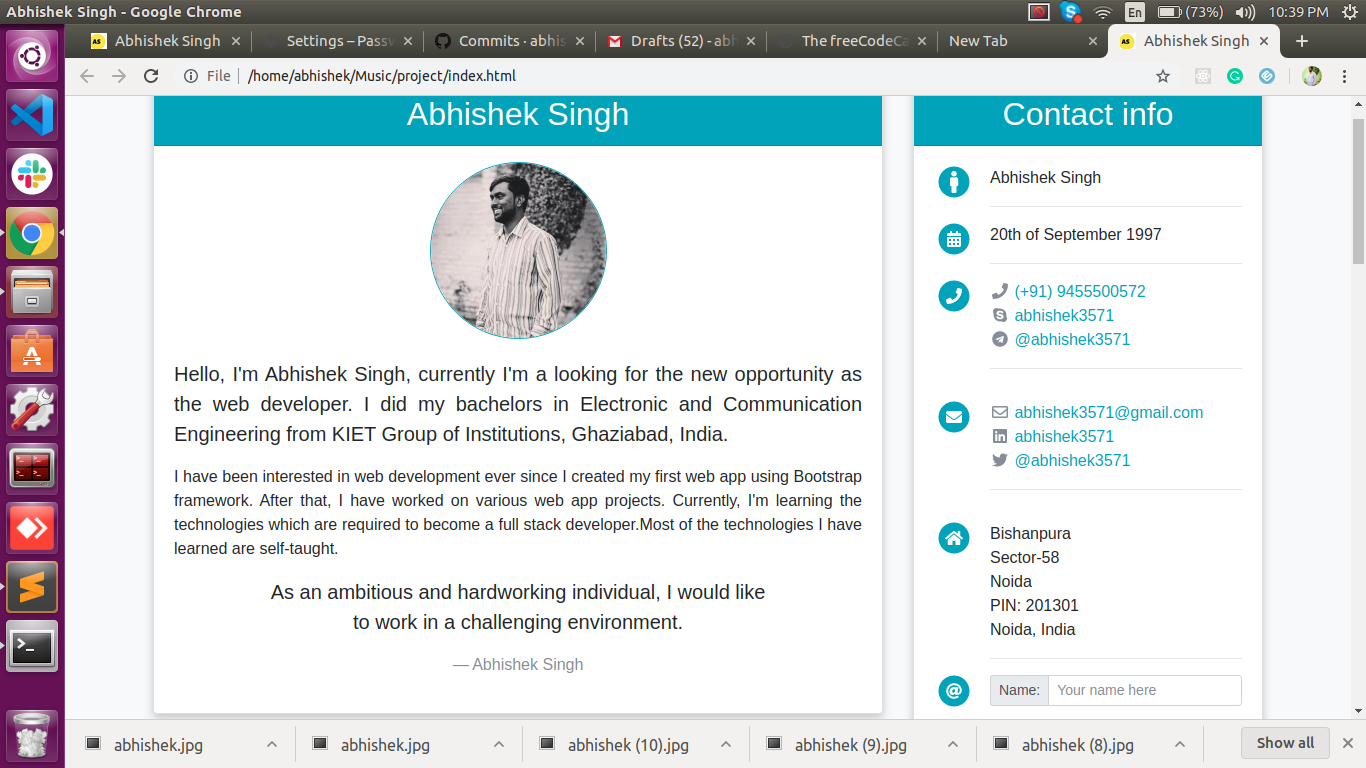 Abhishek Singh - Google Chrome
En (73%) 10:39 PM
AS Abhishek Singh
Settings – Passw
Commits · abhis
Drafts (52) - abh
The freeCodeCa
New Tab
AS Abhishek Singh
File /home/abhishek/Music/project/index.html
Abhishek Singh
Hello, I'm Abhishek Singh, currently I'm a looking for the new opportunity as
the web developer. I did my bachelors in Electronic and Communication
Engineering from KIET Group of Institutions, Ghaziabad, India.
I have been interested in web development ever since I created my first web app using Bootstrap
framework. After that, I have worked on various web app projects. Currently, I'm learning the
technologies which are required to become a full stack developer.Most of the technologies I have
learned are self-taught.
As an ambitious and hardworking individual, I would like
to work in a challenging environment.
— Abhishek Singh
Contact info
Abhishek Singh
20th of September 1997
(+91) 9455500572
abhishek3571
@abhishek3571
abhishek3571@gmail.com
abhishek3571
@abhishek3571
Bishanpura
Sector-58
Noida
PIN: 201301
Noida, India
Name: Your name here
abhishek.jpg
abhishek.jpg
abhishek (10).jpg
abhishek (9).jpg
abhishek (8).jpg
Show all